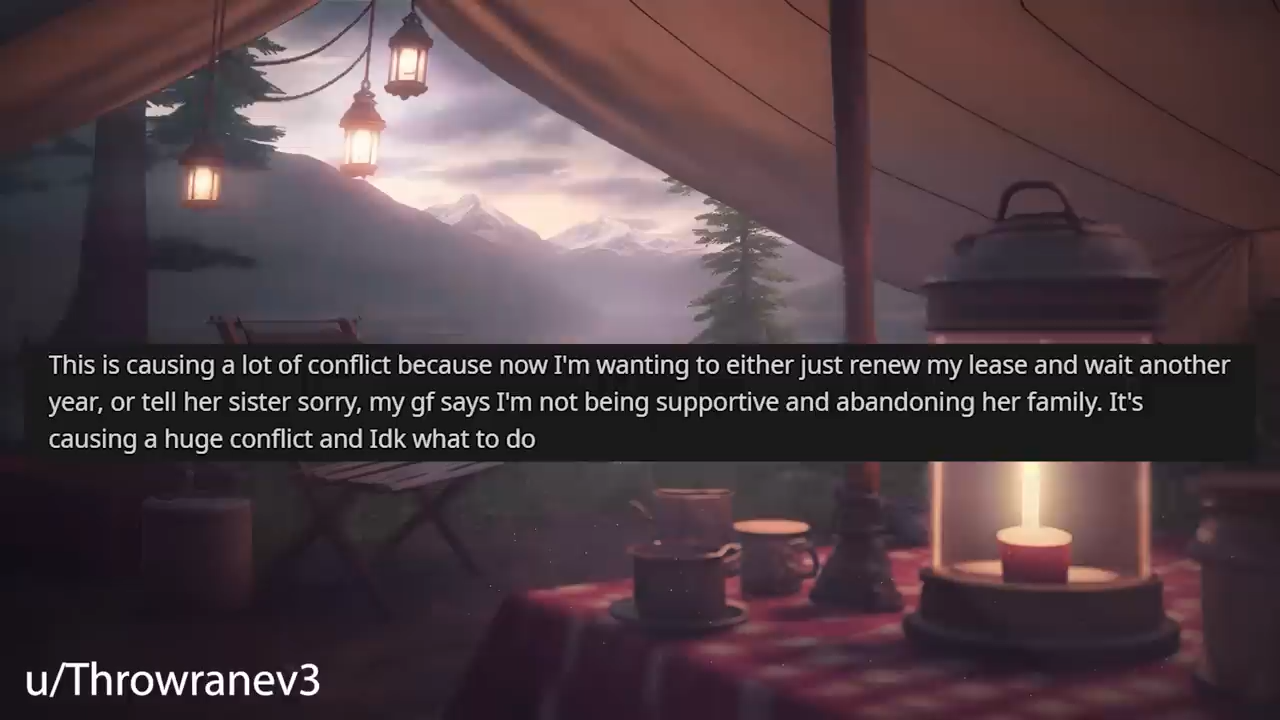 This is causing a lot of conflict because now I'm wanting to either just renew my lease and wait another
year, or tell her sister sorry, my gf says I'm not being supportive and abandoning her family. It's
causing a huge conflict and Idk what to do
u/Throwranev3